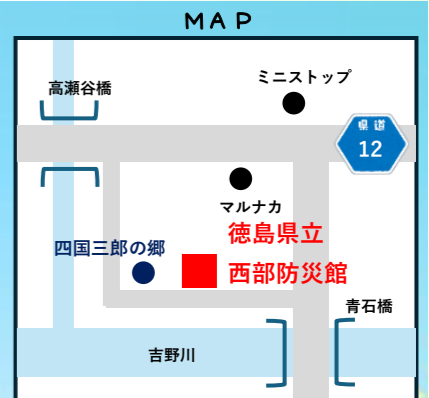 MAP
ミニストップ
高瀬谷橋
県道
12
マルナカ
徳島県立
四国三郎の郷
西部防災館
青石橋
吉野川